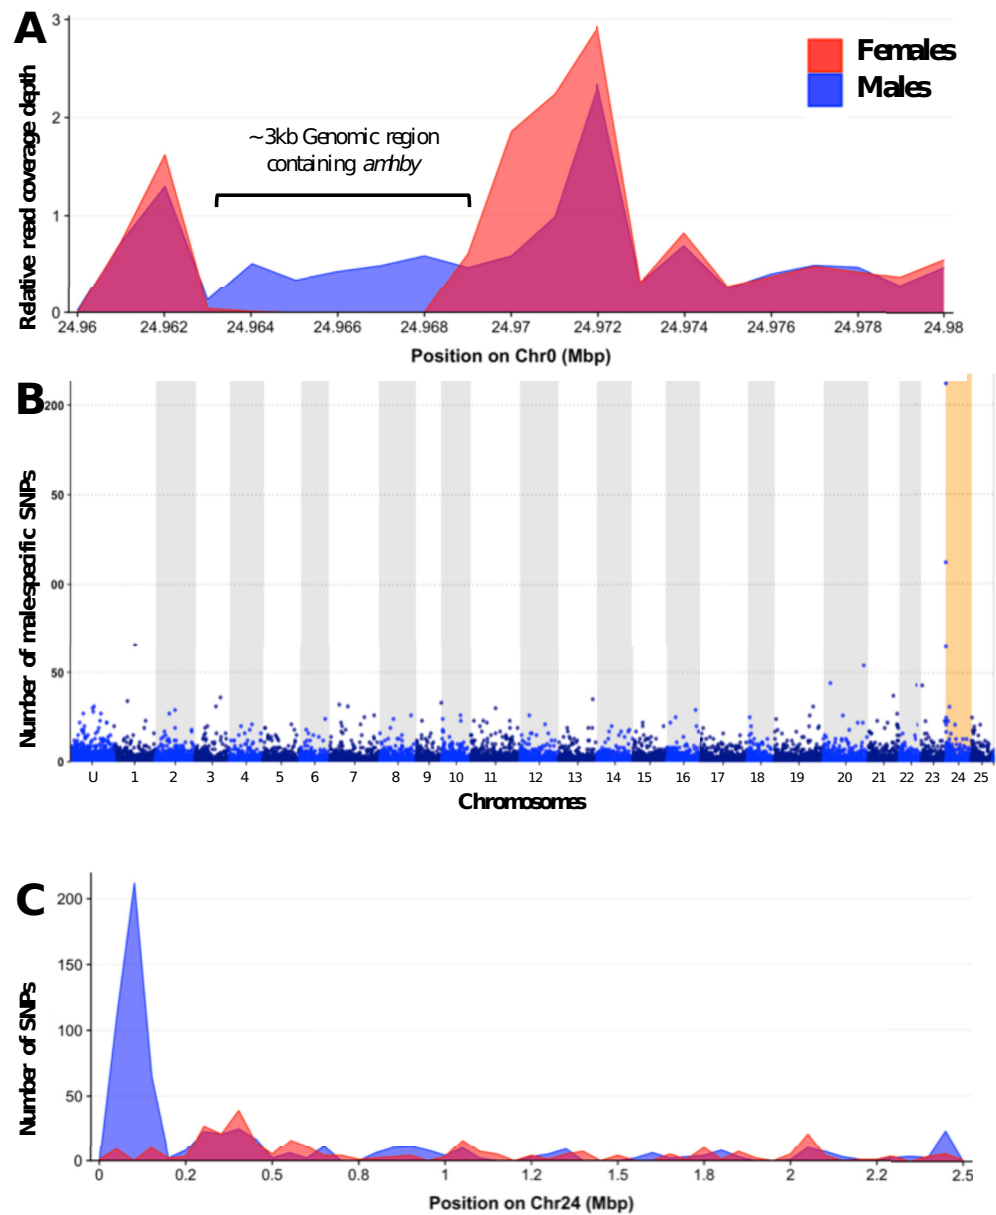 A
Females
Males
Relative read coverage depth
~3kb Genomic region
containing amhby
3
2
1
0
24.96 24.962 24.964 24.966 24.968 24.97 24.972 24.974 24.976 24.978 24.98
Position on Chr0 (Mbp)
B
Number of malespecific SNPs
200
50
00
50
0
U 1 2 3 4 5 6 7 8 9 10 11 12 13 14 15 16 17 18 19 20 21 22 23 24 25
Chromosomes
C
Number of SNPs
200
150
100
50
0
0 0.2 0.5 0.8 1 1.2 1.5 1.8 2 2.2 2.5
Position on Chr24 (Mbp)